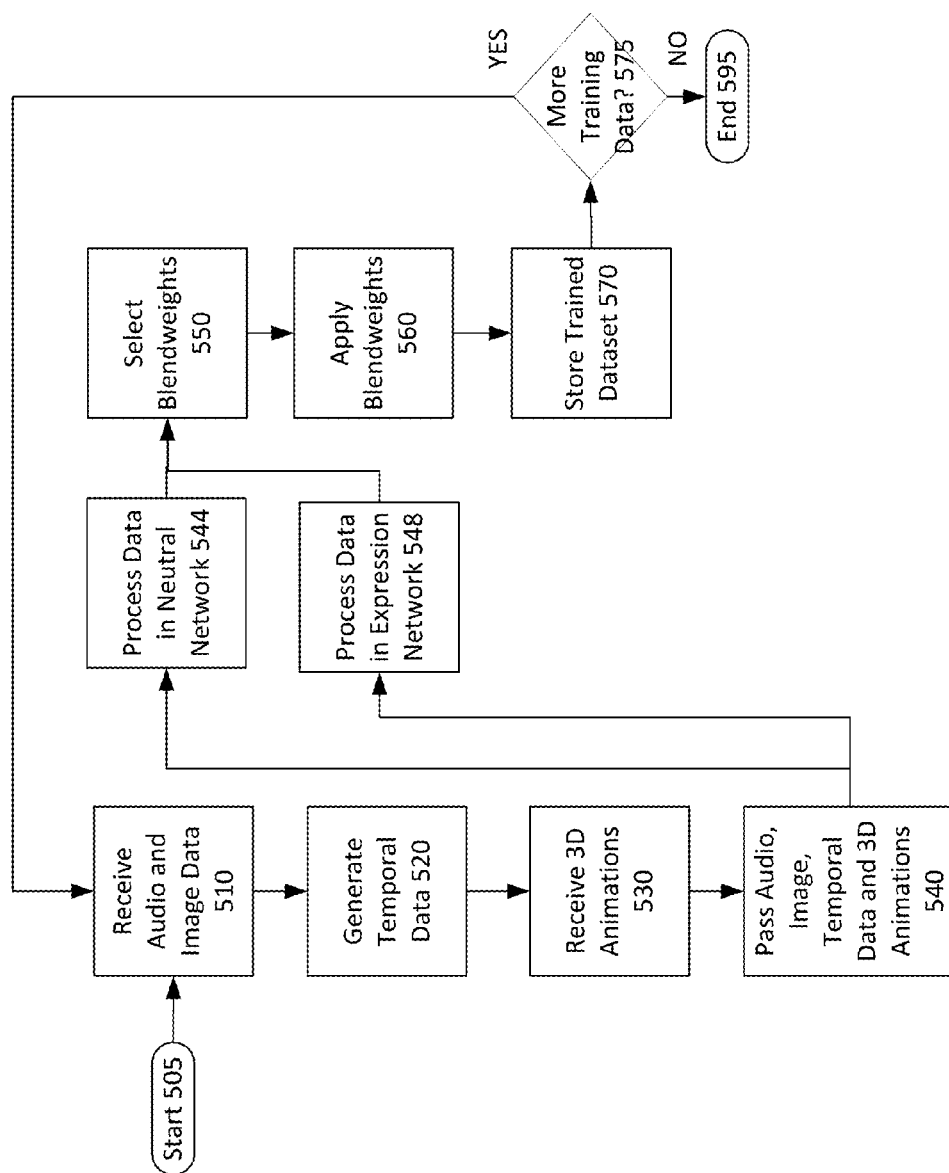 Start 505
Receive
Audio and
Image Data
510
Generate
Temporal
Data 520
Receive 3D
Animations
530
Pass Audio,
Image,
Temporal
Data and 3D
Animations
540
Process Data
in Neutral
Network 544
Process Data
in Expression
Network 548
Select
Blendweights
550
Apply
Blendweights
560
Store Trained
Dataset 570
More
Training
Data? 575
YES
NO
End 595